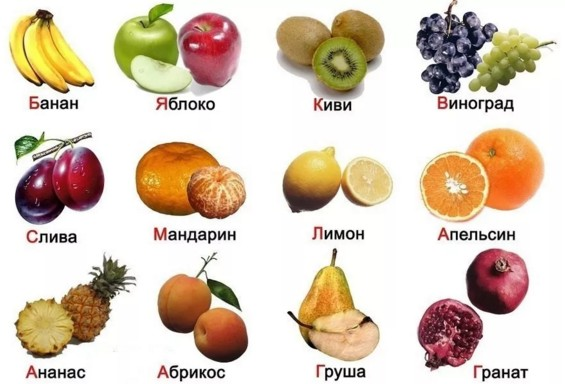 Банан
Яблоко
Киви
Виноград
Слива
Мандарин
Лимон
Апельсин
Ананас
Абрикос
Груша
Гранат